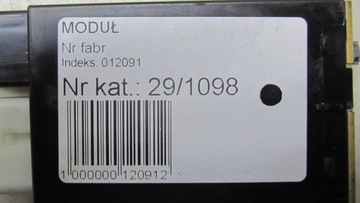 MODUŁ
Nr fabr
Indeks: 012091
Nr kat.: 29/1098
1 000000 120912